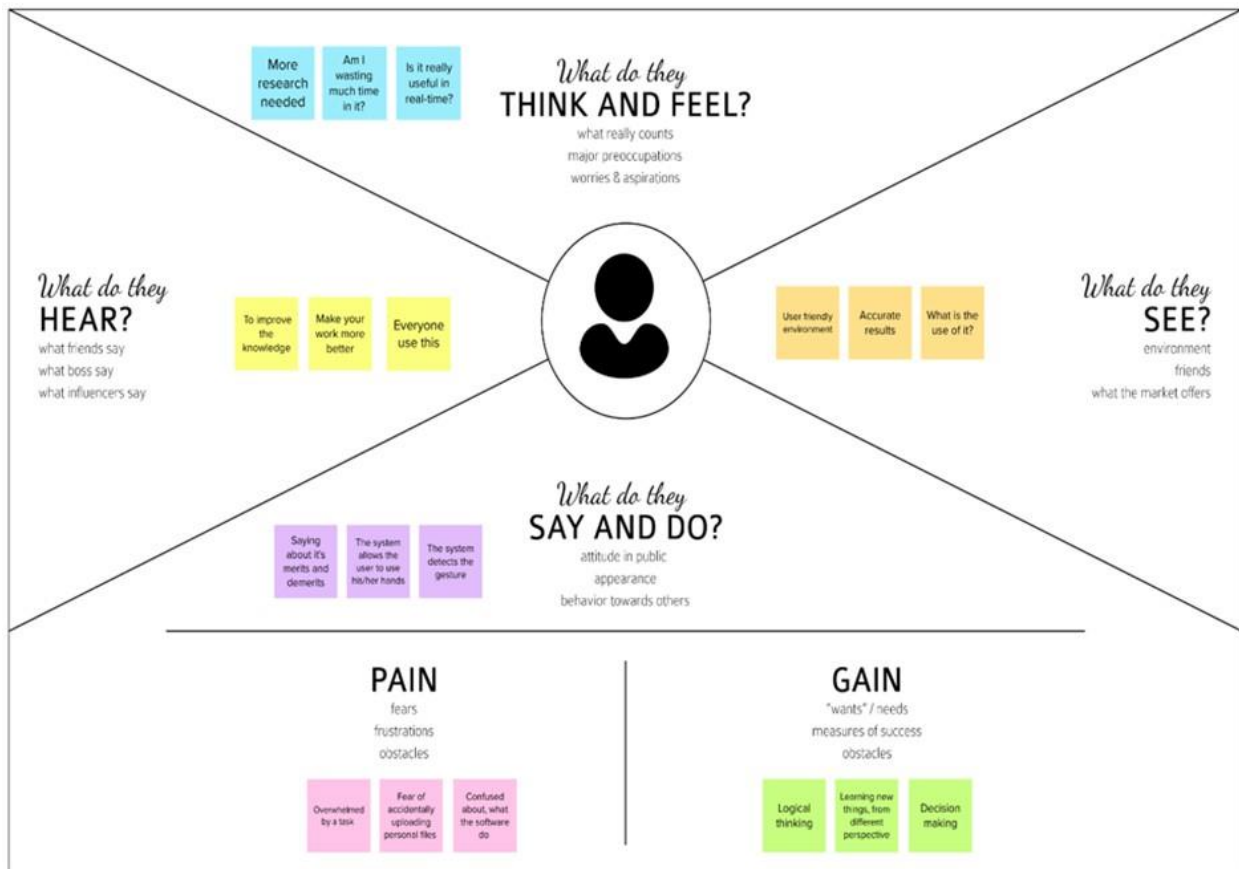 More
research
needed
Am I
wasting
much time
in it?
Is it really
useful in
real-time?
What do they
THINK AND FEEL?
what really counts
major preoccupations
worries & aspirations
What do they
HEAR?
what friends say
what boss say
what influencers say
To improve
the
knowledge
Make your
work more
better
Everyone
use this
User friendly
environment
Accurate
results
What is the
use of it?
What do they
SEE?
environment
friends
what the market offers
What do they
SAY AND DO?
attitude in public
appearance
behavior towards others
Saying
about it's
merits and
demerits
The system
allows the
user to use
his/her hands
The system
detects the
gesture
PAIN
fears
frustrations
obstacles
Overwhelmed
by a task
Fear of
accidentally
uploading
personal files
Confused
about, what
the software
do
GAIN
"wants" / needs
measures of success
obstacles
Logical
thinking
Learning new
things, from
different
perspective
Decision
making